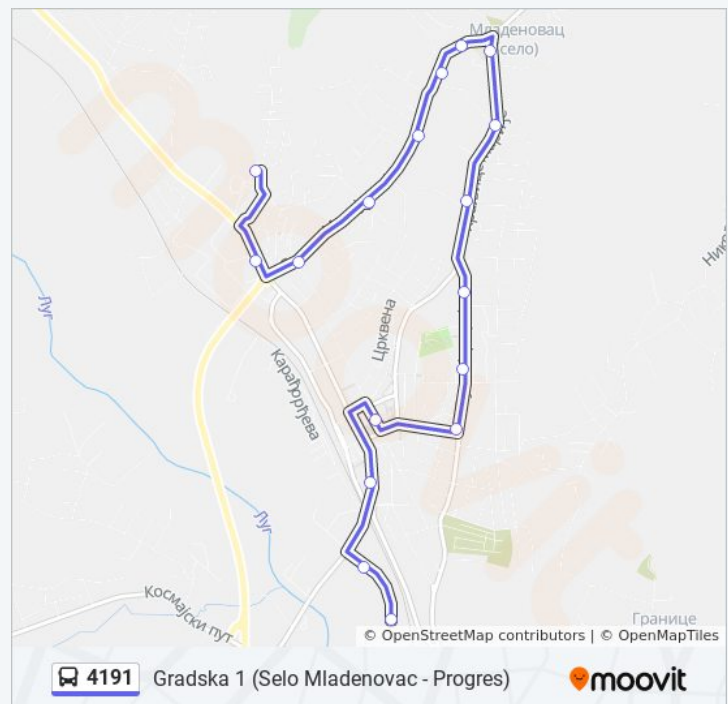 Младеновац
(село)
Нико
Црквена
Луг
Карађорђева
Луг
Космајски пут
Границе
© OpenStreetMap contributors | © OpenMapTiles
4191 Gradska 1 (Selo Mladenovac - Progres) moovit